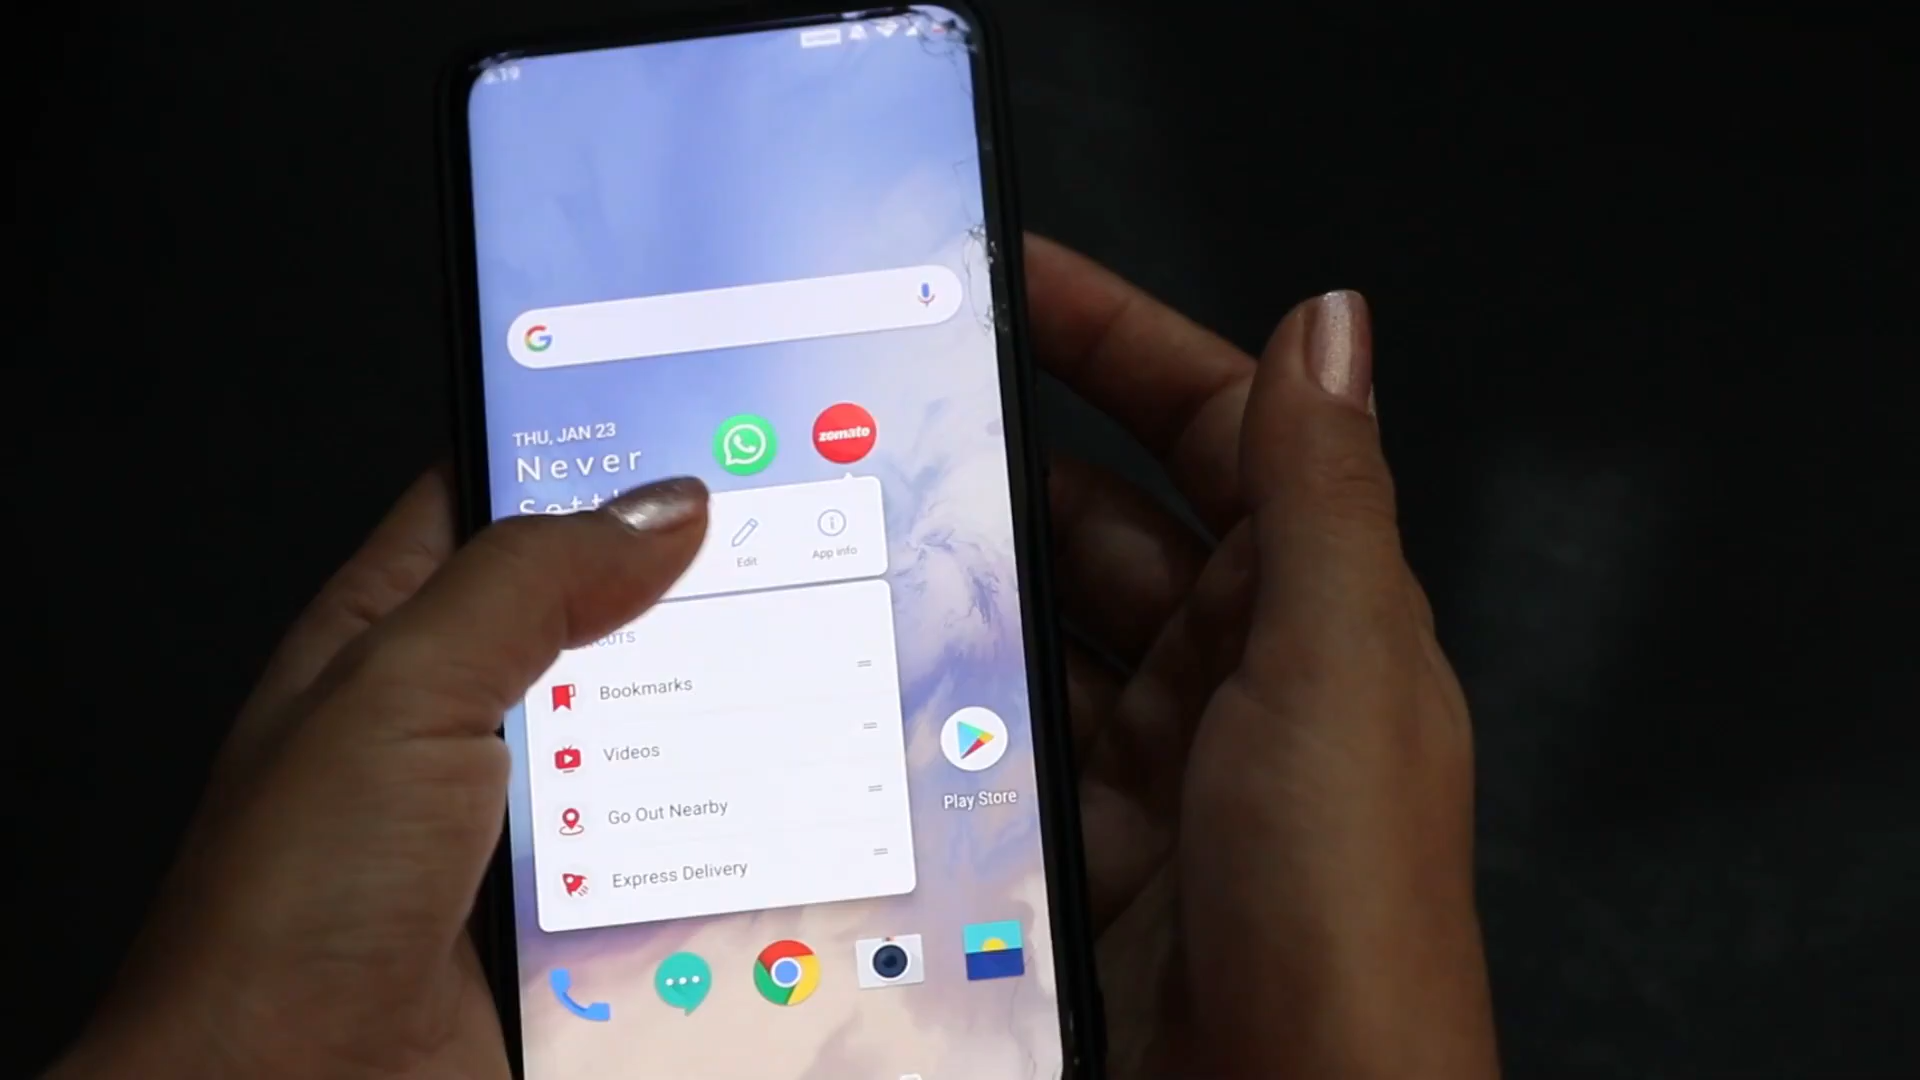 THU, JAN 23
Never
zomato
Edit
App info
Bookmarks
Videos
Go Out Nearby
Express Delivery
Play Store